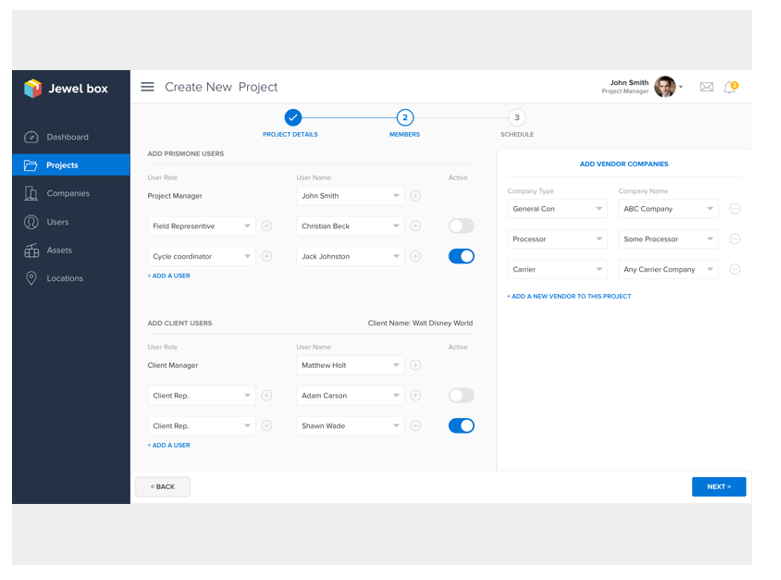 Jewel box
Create New Project
John Smith
Project Manager
2
Dashboard
Projects
Companies
Users
Assets
Locations
2
3
PROJECT DETAILS
MEMBERS
SCHEDULE
ADD PRISMONE USERS
User Role
User Name
Active
Project Manager
John Smith
Field Representive
Christian Beck
Cycle coordinator
Jack Johnston
+ ADD A USER
ADD CLIENT USERS
Client Name: Walt Disney World
User Role
User Name
Active
Client Manager
Matthew Holt
Client Rep.
Adam Carson
Client Rep.
Shawn Wade
+ ADD A USER
ADD VENDOR COMPANIES
Company Type
Company Name
General Con
ABC Company
Processor
Some Processor
Carrier
Any Carrier Company
+ ADD A NEW VENDOR TO THIS PROJECT
< BACK
NEXT >